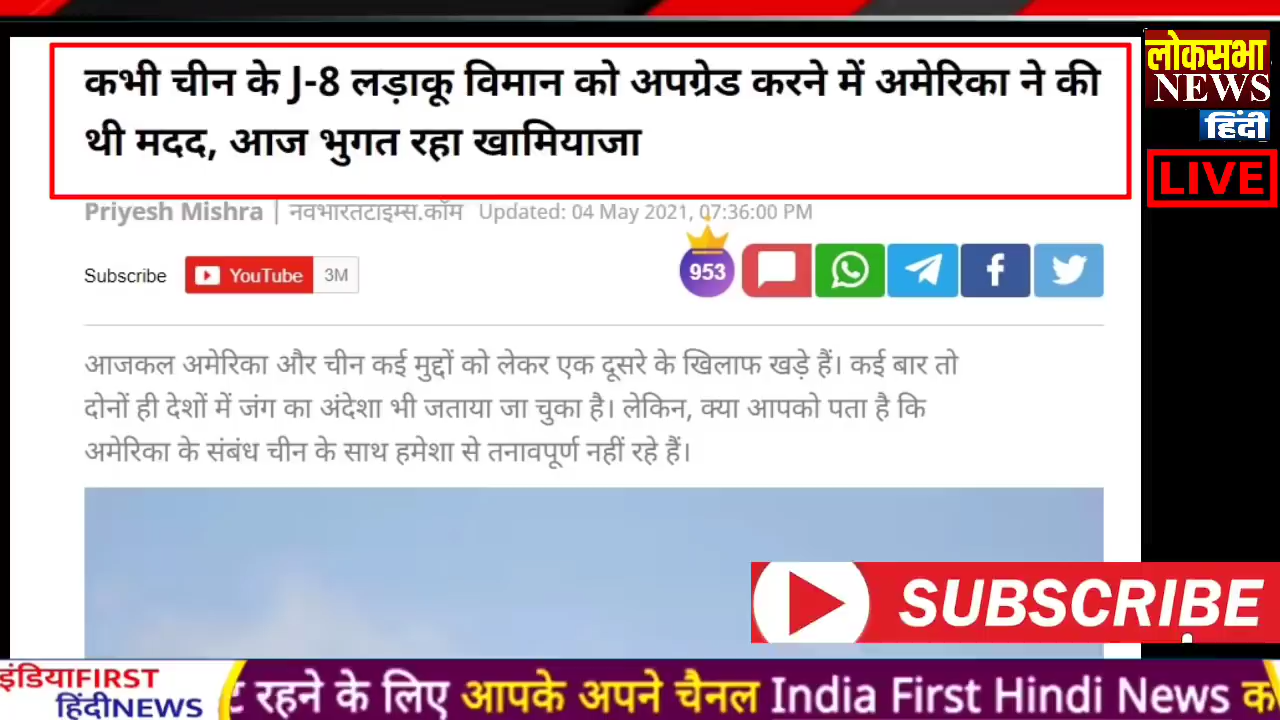 कभी चीन के J-8 लड़ाकू विमान को अपग्रेड करने में अमेरिका ने की
थी मदद, आज भुगत रहा खामियाजा
Priyesh Mishra | नवभारतटाइम्स.कॉम Updated: 04 May 2021, 07:36:00 PM
Subscribe YouTube 3M
953
आजकल अमेरिका और चीन कई मुद्दों को लेकर एक दूसरे के खिलाफ खड़े हैं। कई बार तो
दोनों ही देशों में जंग का अंदेशा भी जताया जा चुका है। लेकिन, क्या आपको पता है कि
अमेरिका के संबंध चीन के साथ हमेशा से तनावपूर्ण नहीं रहे हैं।
लोकसभा
NEWS
हिंदी
LIVE
SUBSCRIBE
इंडियाFIRST
हिंदीNEWS
रहने के लिए आपके अपने चैनल India First Hindi News क